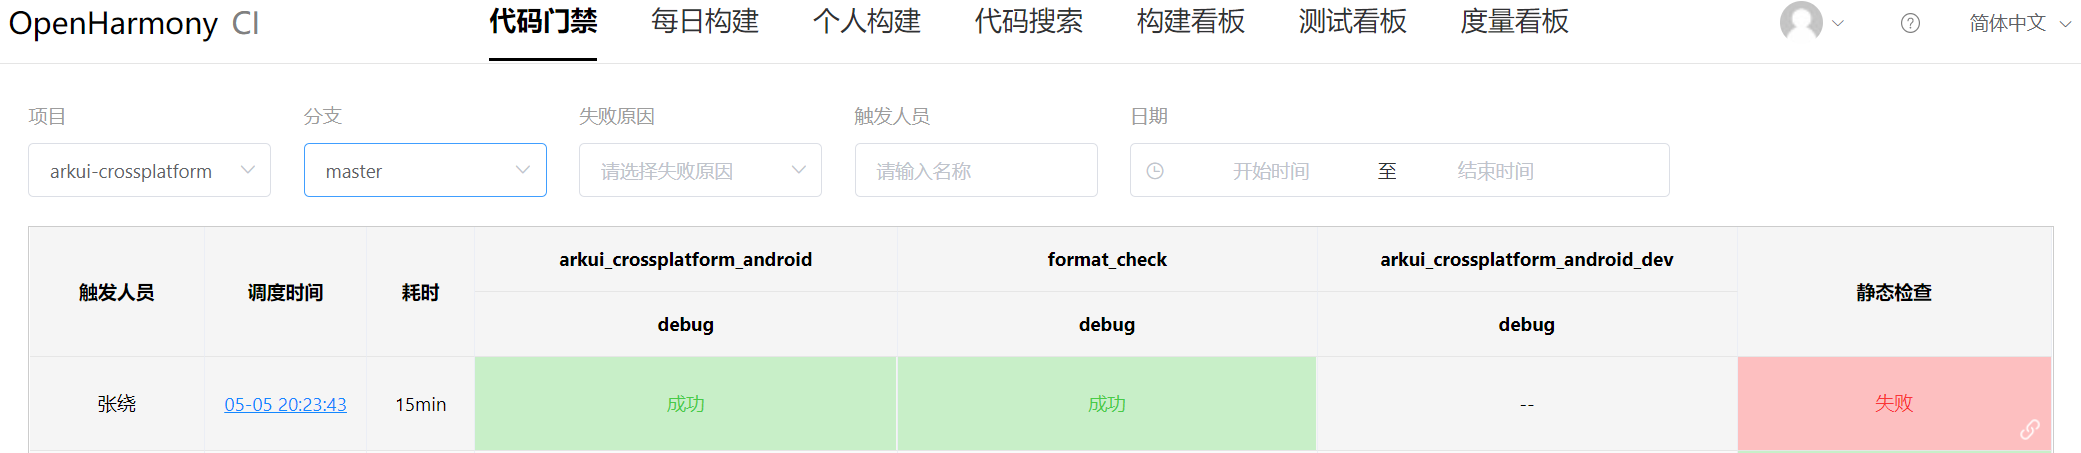 OpenHarmony CI 代码门禁 每日构建 个人构建 代码搜索 构建看板 测试看板 度量看板 简体中文
项目 分支 失败原因 触发人员 日期
arkui-crossplatform master 请选择失败原因 请输入名称 开始时间 至 结束时间
触发人员 调度时间 耗时 arkui_crossplatform_android format_check arkui_crossplatform_android_dev 静态检查
debug debug debug
张绕 05-05 20:23:43 15min 成功 成功 -- 失败